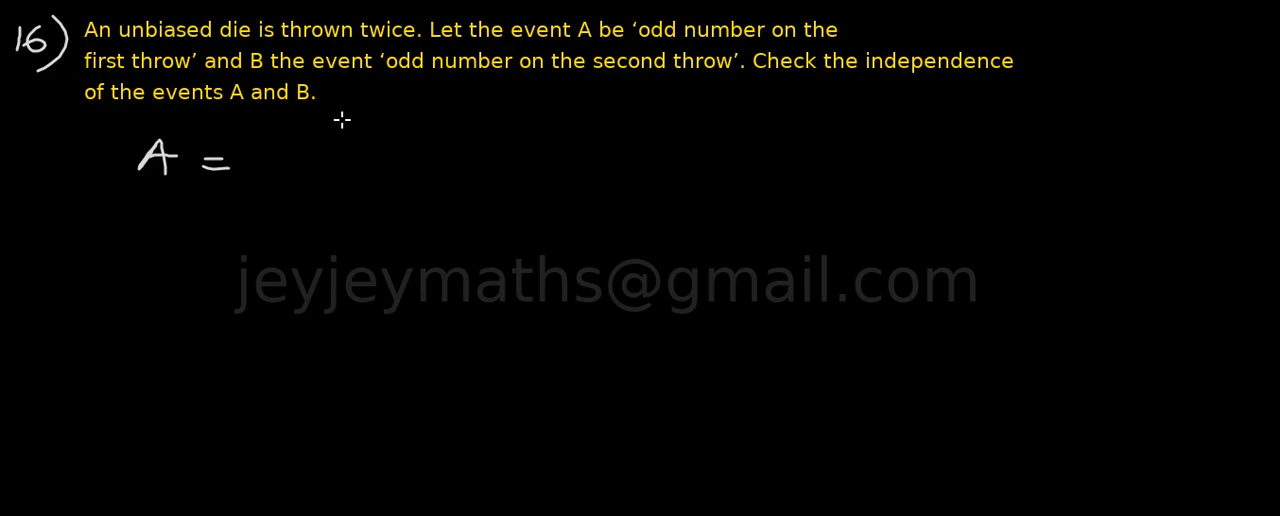 16) An unbiased die is thrown twice. Let the event A be ‘odd number on the
first throw’ and B the event ‘odd number on the second throw’. Check the independence
of the events A and B.
A =
jeyjeymaths@gmail.com